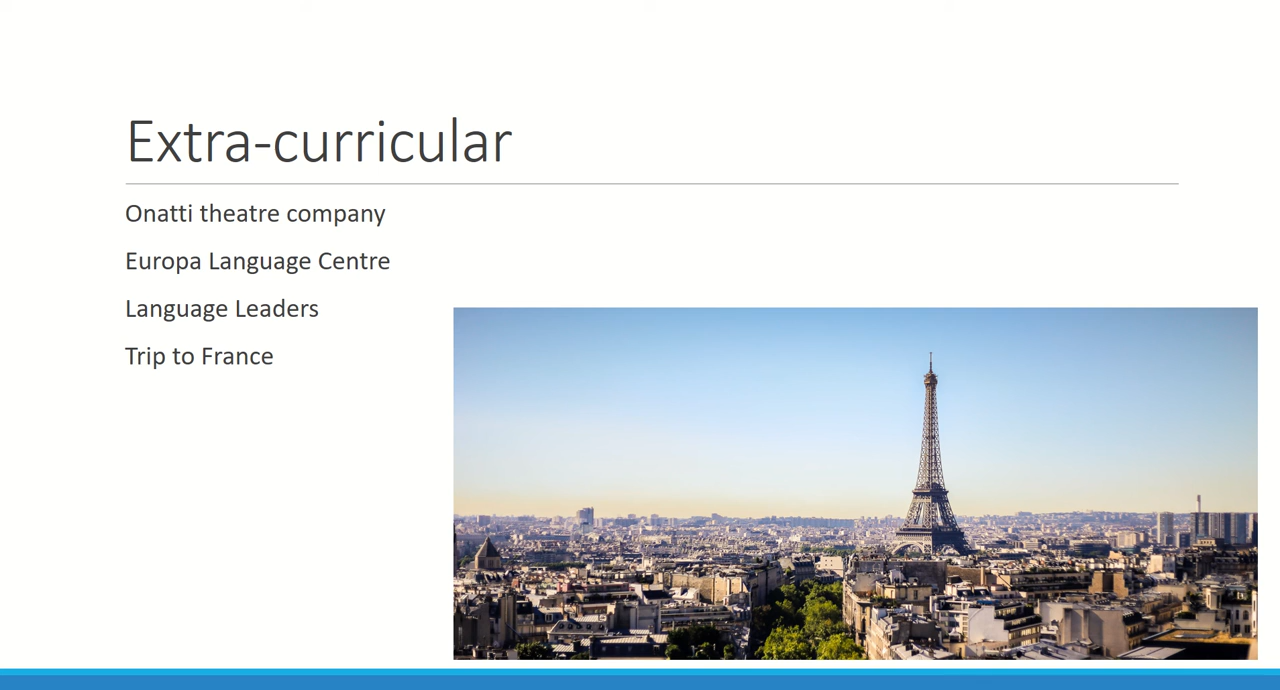 Extra-curricular
Onatti theatre company
Europa Language Centre
Language Leaders
Trip to France